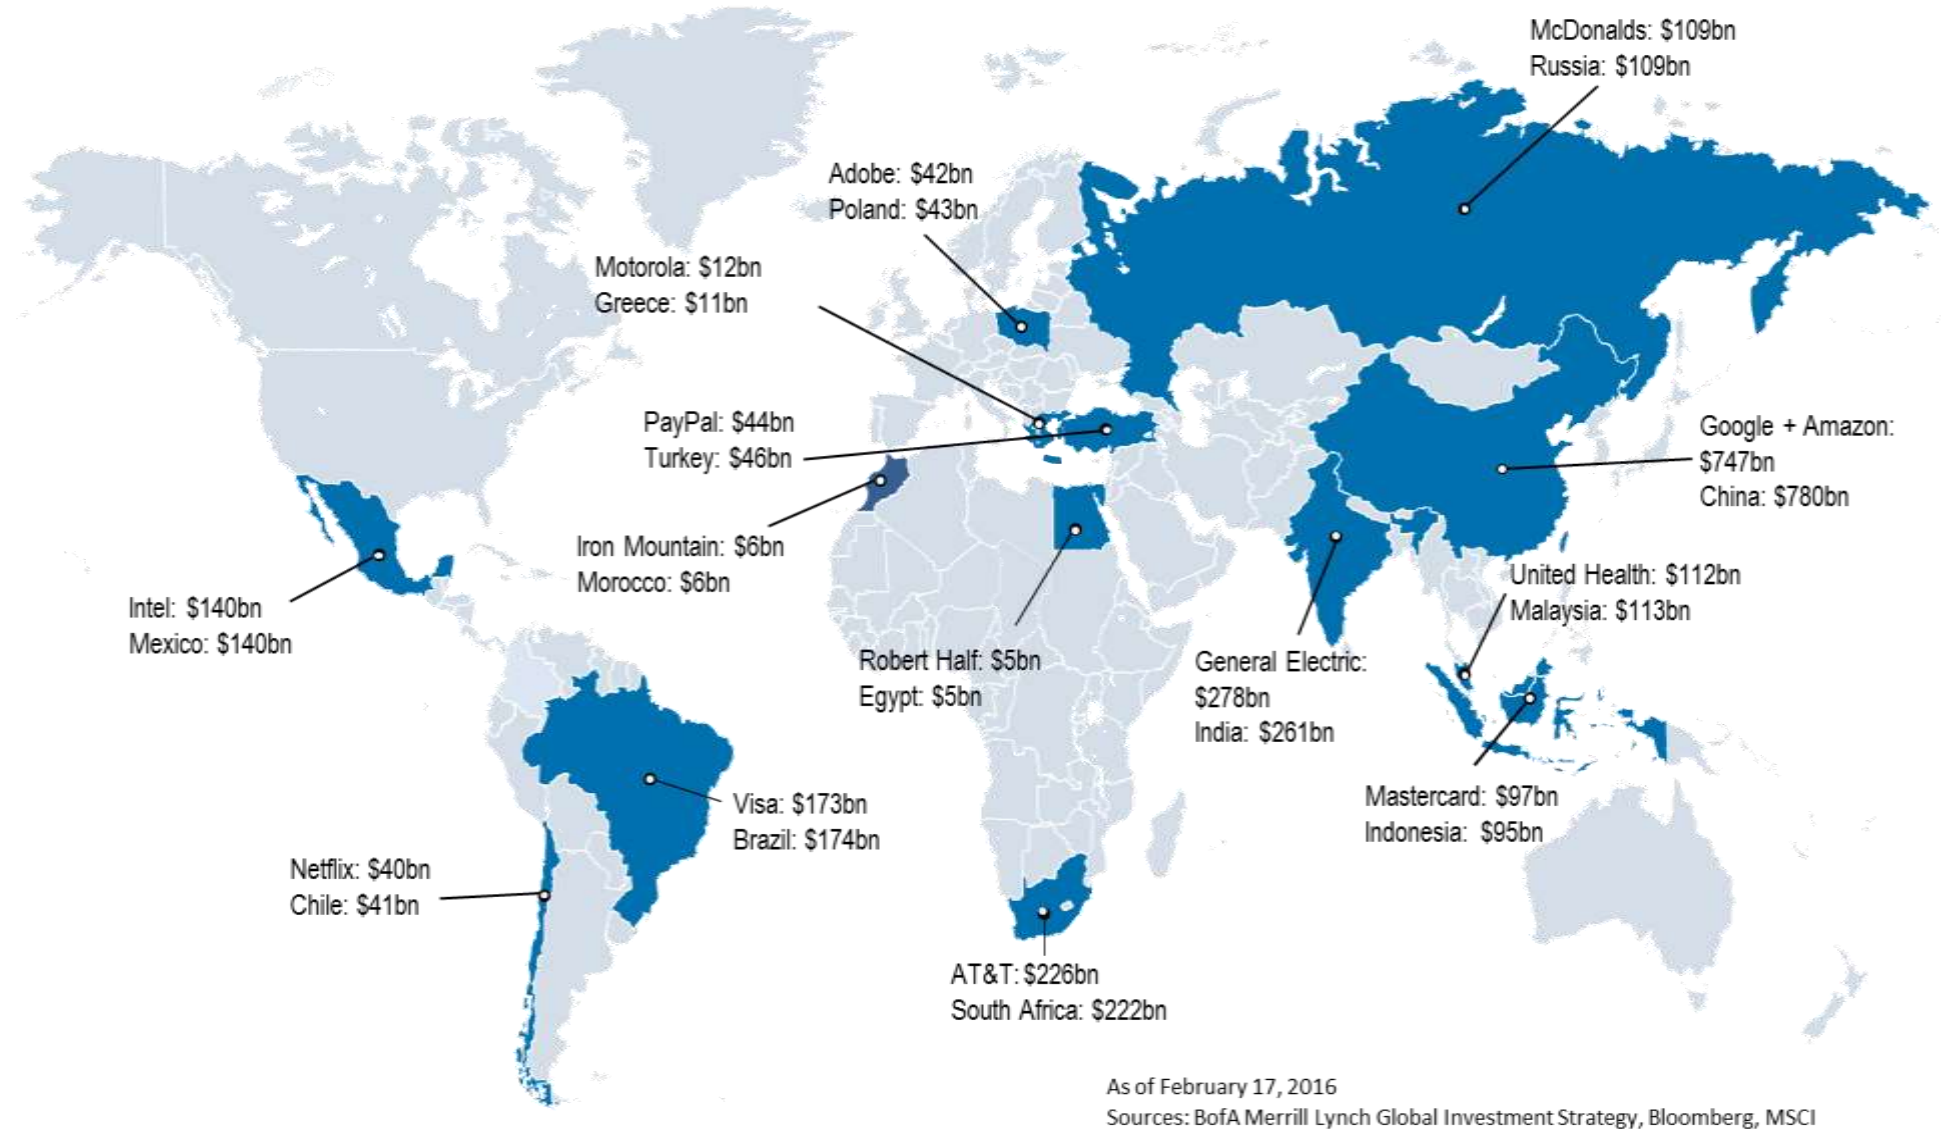 McDonalds: $109bn
Russia: $109bn
Adobe: $42bn
Poland: $43bn
Motorola: $12bn
Greece: $11bn
PayPal: $44bn
Turkey: $46bn
Google + Amazon:
$747bn
China: $780bn
Iron Mountain: $6bn
Morocco: $6bn
United Health: $112bn
Malaysia: $113bn
Intel: $140bn
Mexico: $140bn
Robert Half: $5bn
Egypt: $5bn
General Electric:
$278bn
India: $261bn
Visa: $173bn
Brazil: $174bn
Mastercard: $97bn
Indonesia: $95bn
Netflix: $40bn
Chile: $41bn
AT&T: $226bn
South Africa: $222bn
As of February 17, 2016
Sources: BofA Merrill Lynch Global Investment Strategy, Bloomberg, MSCI